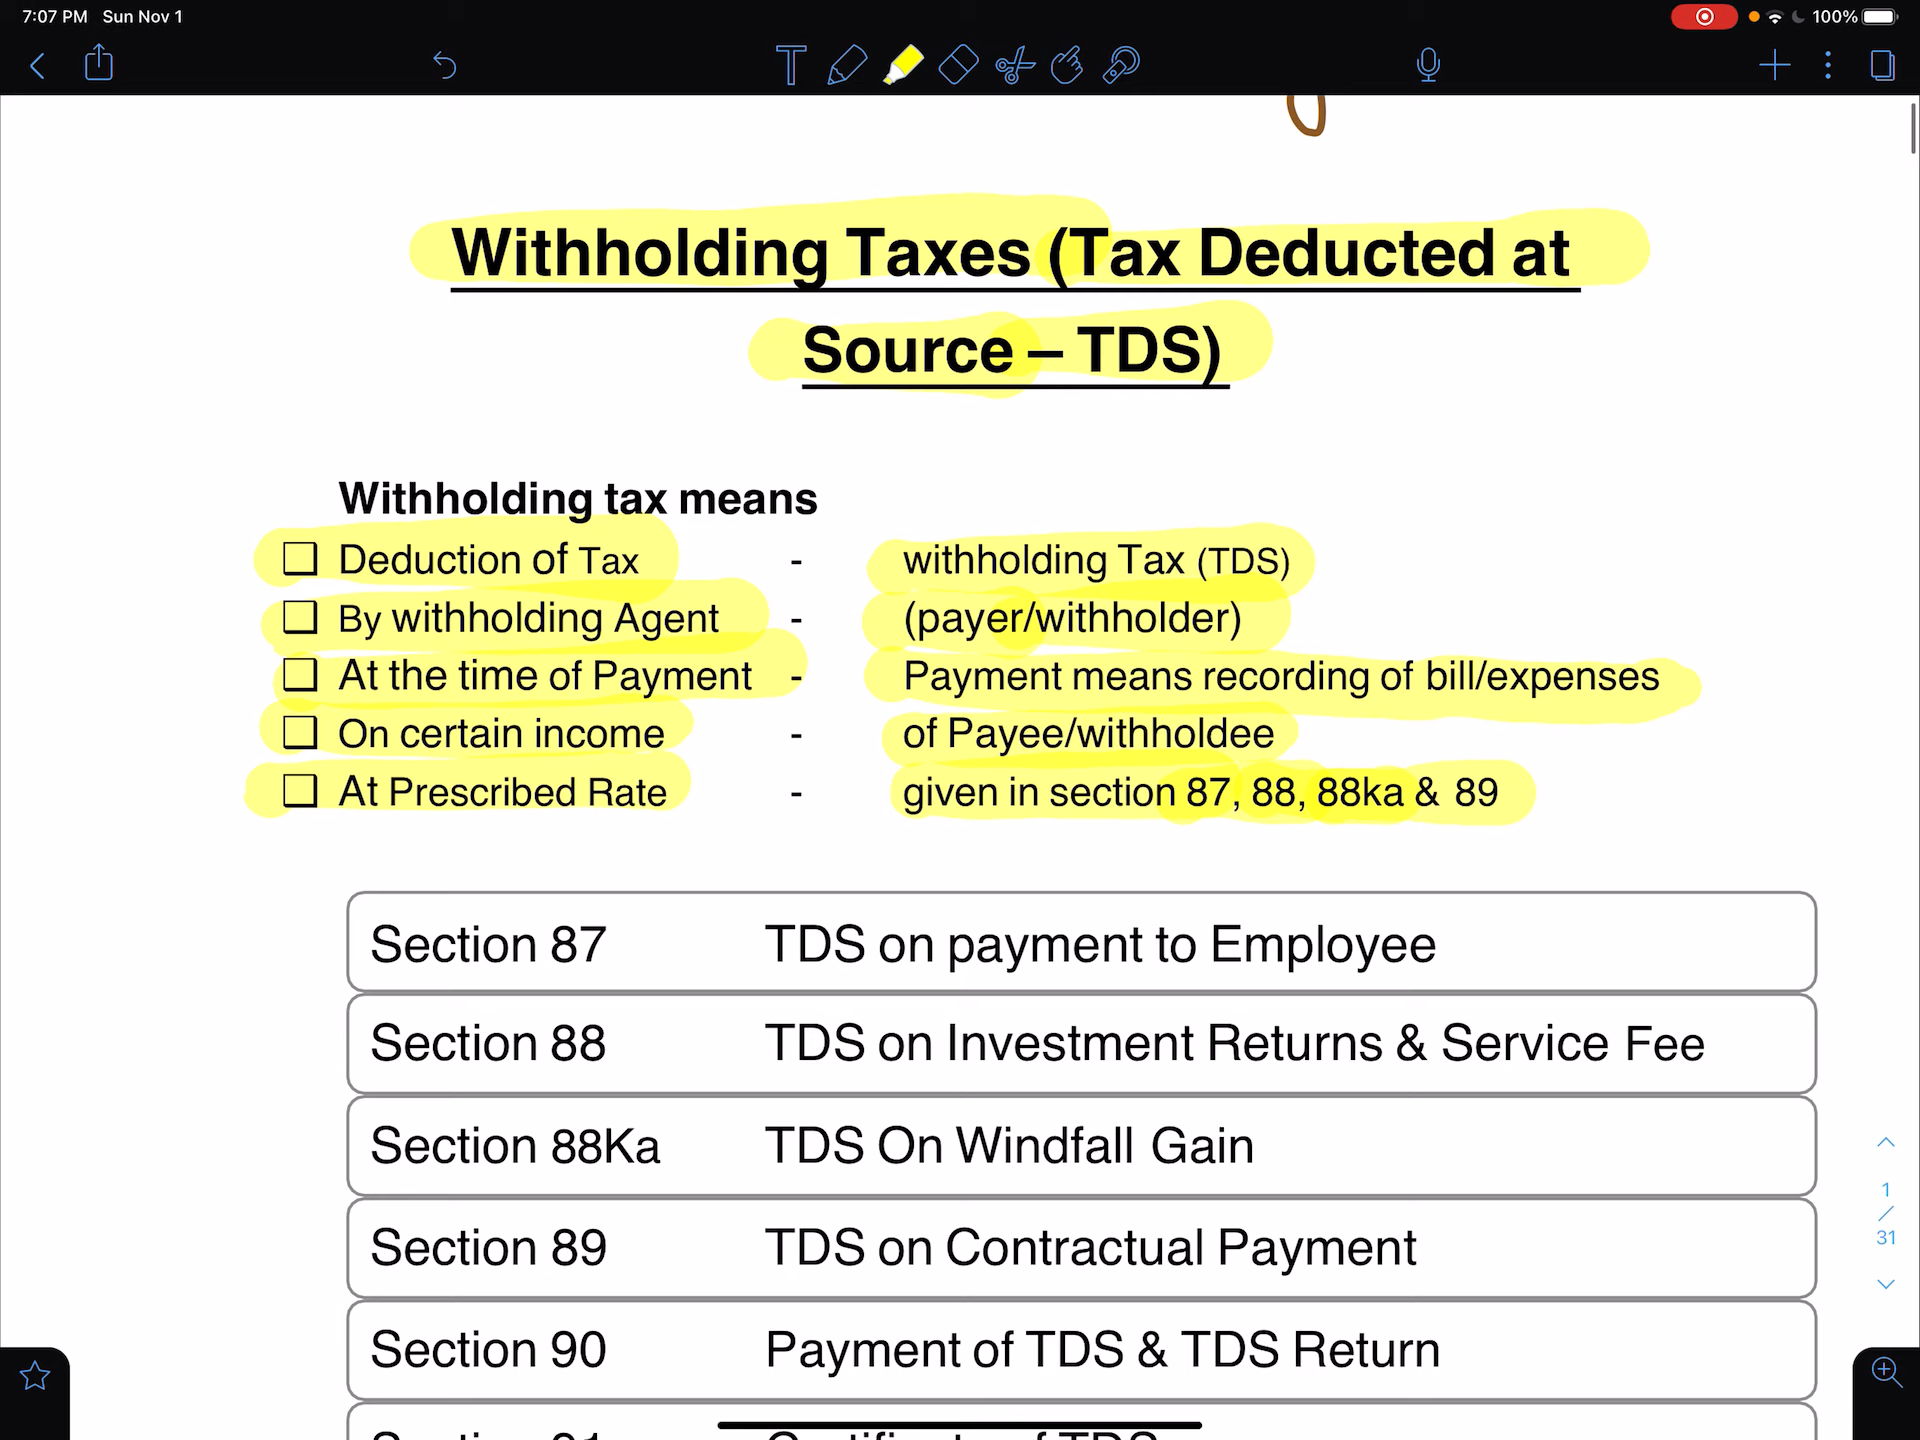 7:07 PM Sun Nov 1 100%
Withholding Taxes (Tax Deducted at
Source – TDS)
Withholding tax means
❑ Deduction of Tax - withholding Tax (TDS)
❑ By withholding Agent - (payer/withholder)
❑ At the time of Payment - Payment means recording of bill/expenses
❑ On certain income - of Payee/withholdee
❑ At Prescribed Rate - given in section 87, 88, 88ka & 89
Section 87 TDS on payment to Employee
Section 88 TDS on Investment Returns & Service Fee
Section 88Ka TDS On Windfall Gain
Section 89 TDS on Contractual Payment
Section 90 Payment of TDS & TDS Return
1
/
31